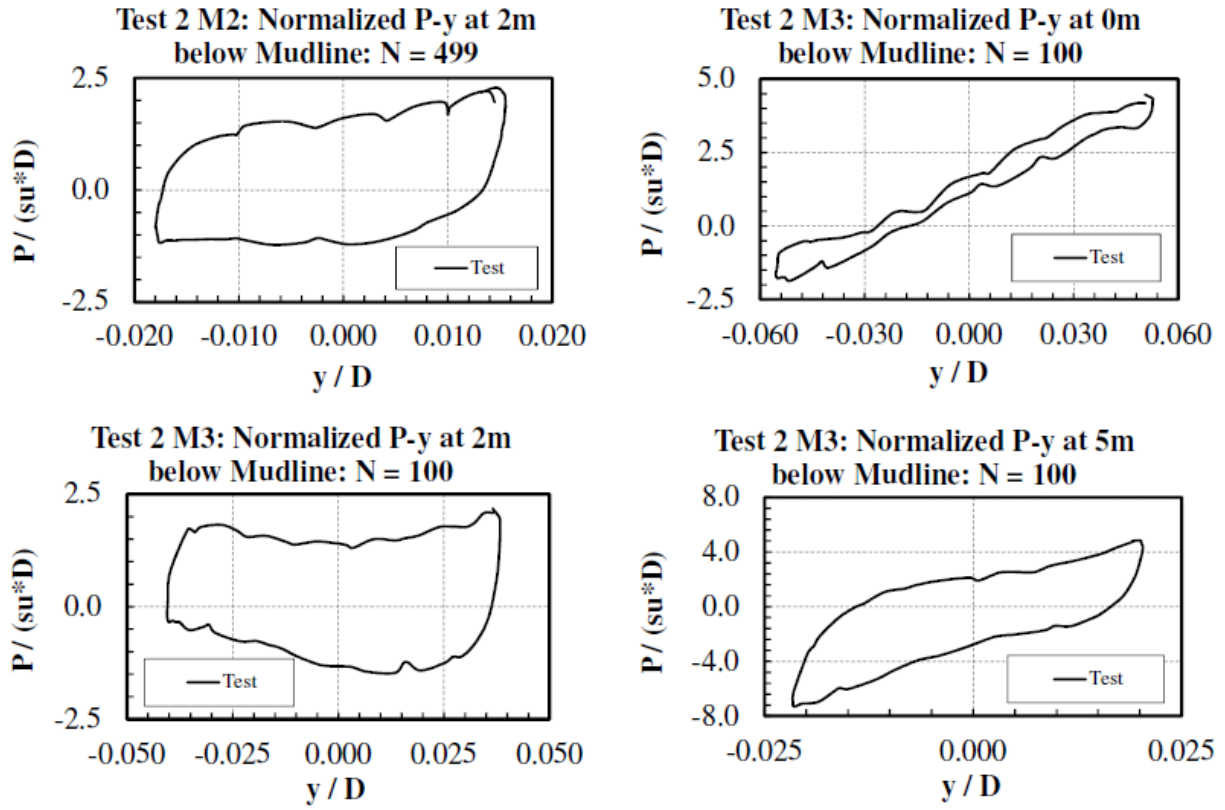 Test 2 M2: Normalized P-y at 2m
below Mudline: N = 499
2.5
0.0
-2.5
P / (su*D)
Test
-0.020
-0.010
0.000
0.010
0.020
y / D
Test 2 M3: Normalized P-y at 0m
below Mudline: N = 100
5.0
2.5
0.0
-2.5
P / (su*D)
Test
-0.060
-0.030
0.000
0.030
0.060
y / D
Test 2 M3: Normalized P-y at 2m
below Mudline: N = 100
2.5
0.0
-2.5
P/ (su*D)
Test
-0.050
-0.025
0.000
0.025
0.050
y / D
Test 2 M3: Normalized P-y at 5m
below Mudline: N = 100
8.0
4.0
0.0
-4.0
-8.0
P/ (su*D)
Test
-0.025
0.000
0.025
y / D